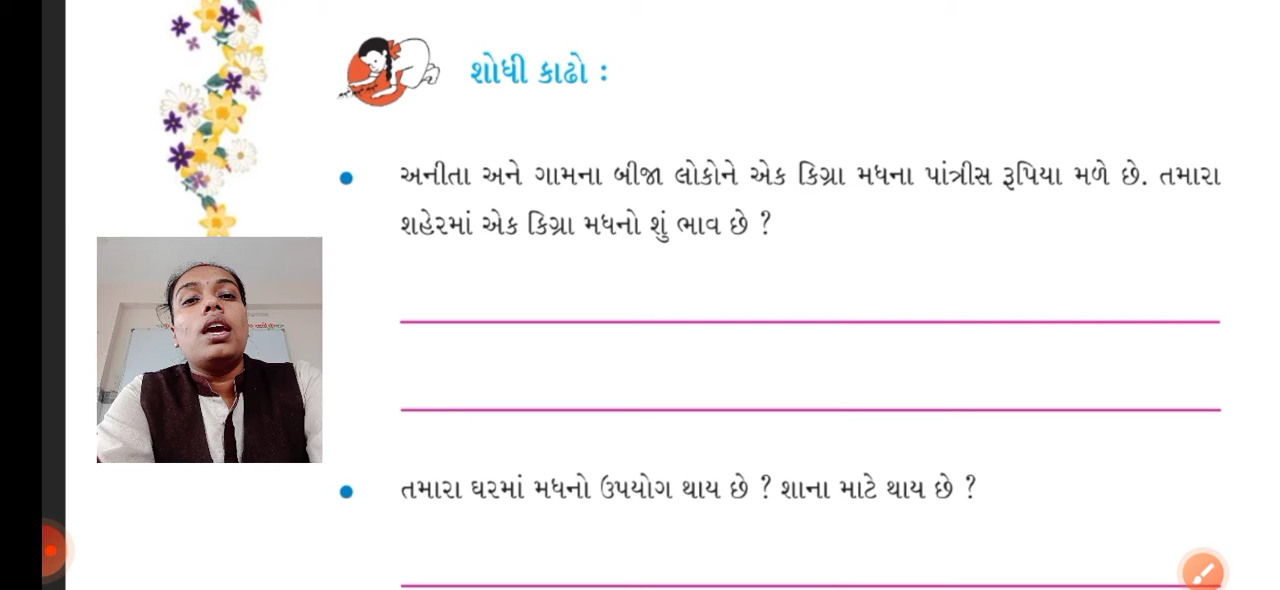 શોધી કાઢો :
અનીતા અને ગામના બીજા લોકોને એક કિગ્રા મધના પાંત્રીસ રૂપિયા મળે છે. તમારા
શહેરમાં એક કિગ્રા મધનો શું ભાવ છે ?
તમારા ઘરમાં મધનો ઉપયોગ થાય છે ? શાના માટે થાય છે ?